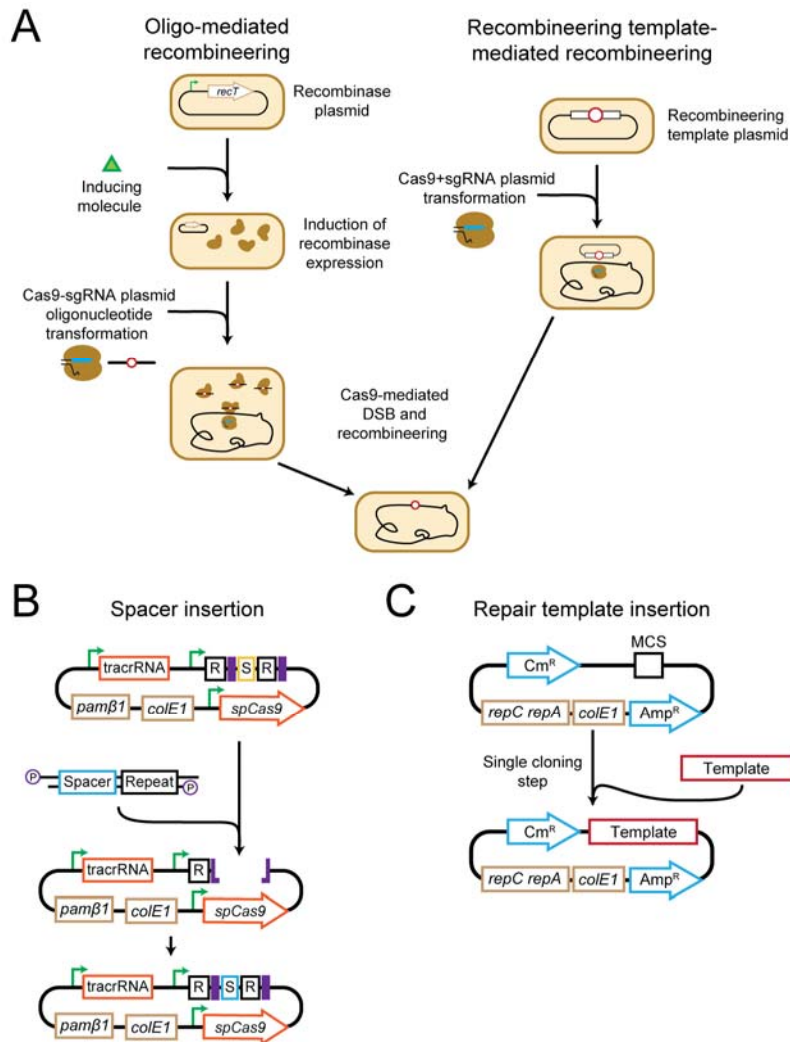 A
Oligo-mediated
recombineering
recT
Recombinase
plasmid
Inducing
molecule
Induction of
recombinase
expression
Cas9-sgRNA plasmid
oligonucleotide
transformation
Recombineering template-
mediated recombineering
Recombineering
template plasmid
Cas9+sgRNA plasmid
transformation
Cas9-mediated
DSB and
recombineering
B
Spacer insertion
tracrRNA
R
S
R
pamβ1
colE1
spCas9
P
Spacer
Repeat
P
tracrRNA
R
pamβ1
colE1
spCas9
tracrRNA
R
S
R
pamβ1
colE1
spCas9
C
Repair template insertion
MCS
CmR
repC repA
colE1
AmpR
Single cloning
step
Template
CmR
Template
repC repA
colE1
AmpR